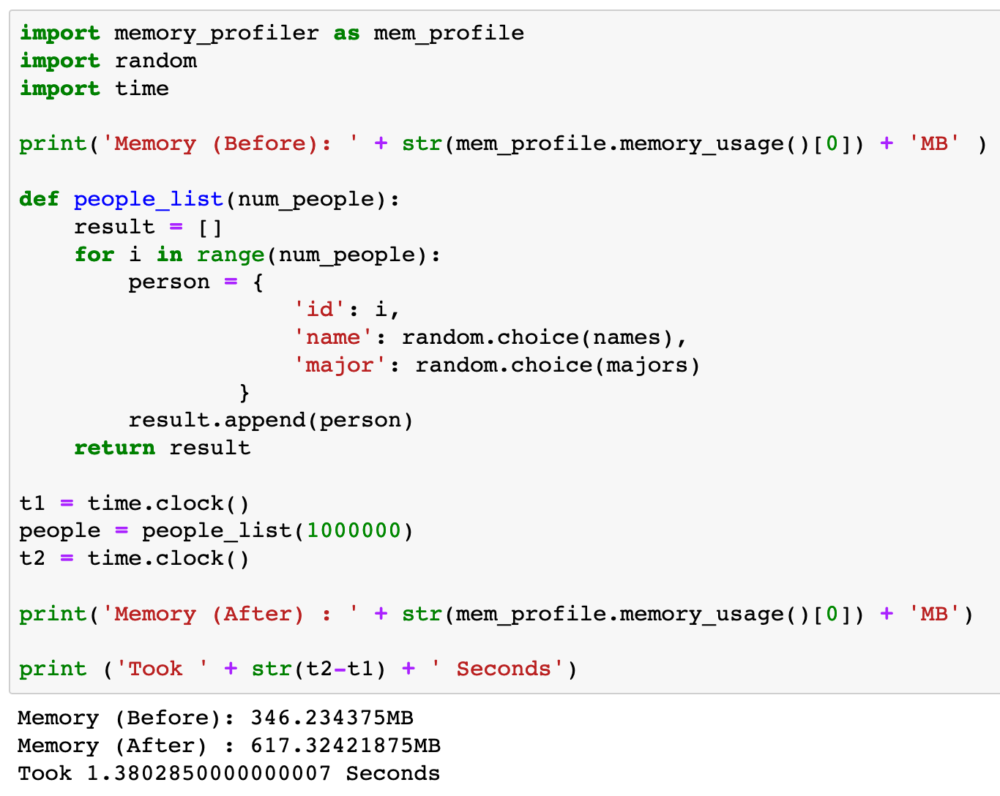 import memory_profiler as mem_profile
import random
import time

print('Memory (Before): ' + str(mem_profile.memory_usage()[0]) + 'MB' )

def people_list(num_people):
    result = []
    for i in range(num_people):
        person = {
                    'id': i,
                    'name': random.choice(names),
                    'major': random.choice(majors)
                }
        result.append(person)
    return result

t1 = time.clock()
people = people_list(1000000)
t2 = time.clock()

print('Memory (After) : ' + str(mem_profile.memory_usage()[0]) + 'MB')

print ('Took ' + str(t2-t1) + ' Seconds')

Memory (Before): 346.234375MB
Memory (After) : 617.32421875MB
Took 1.3802850000000007 Seconds